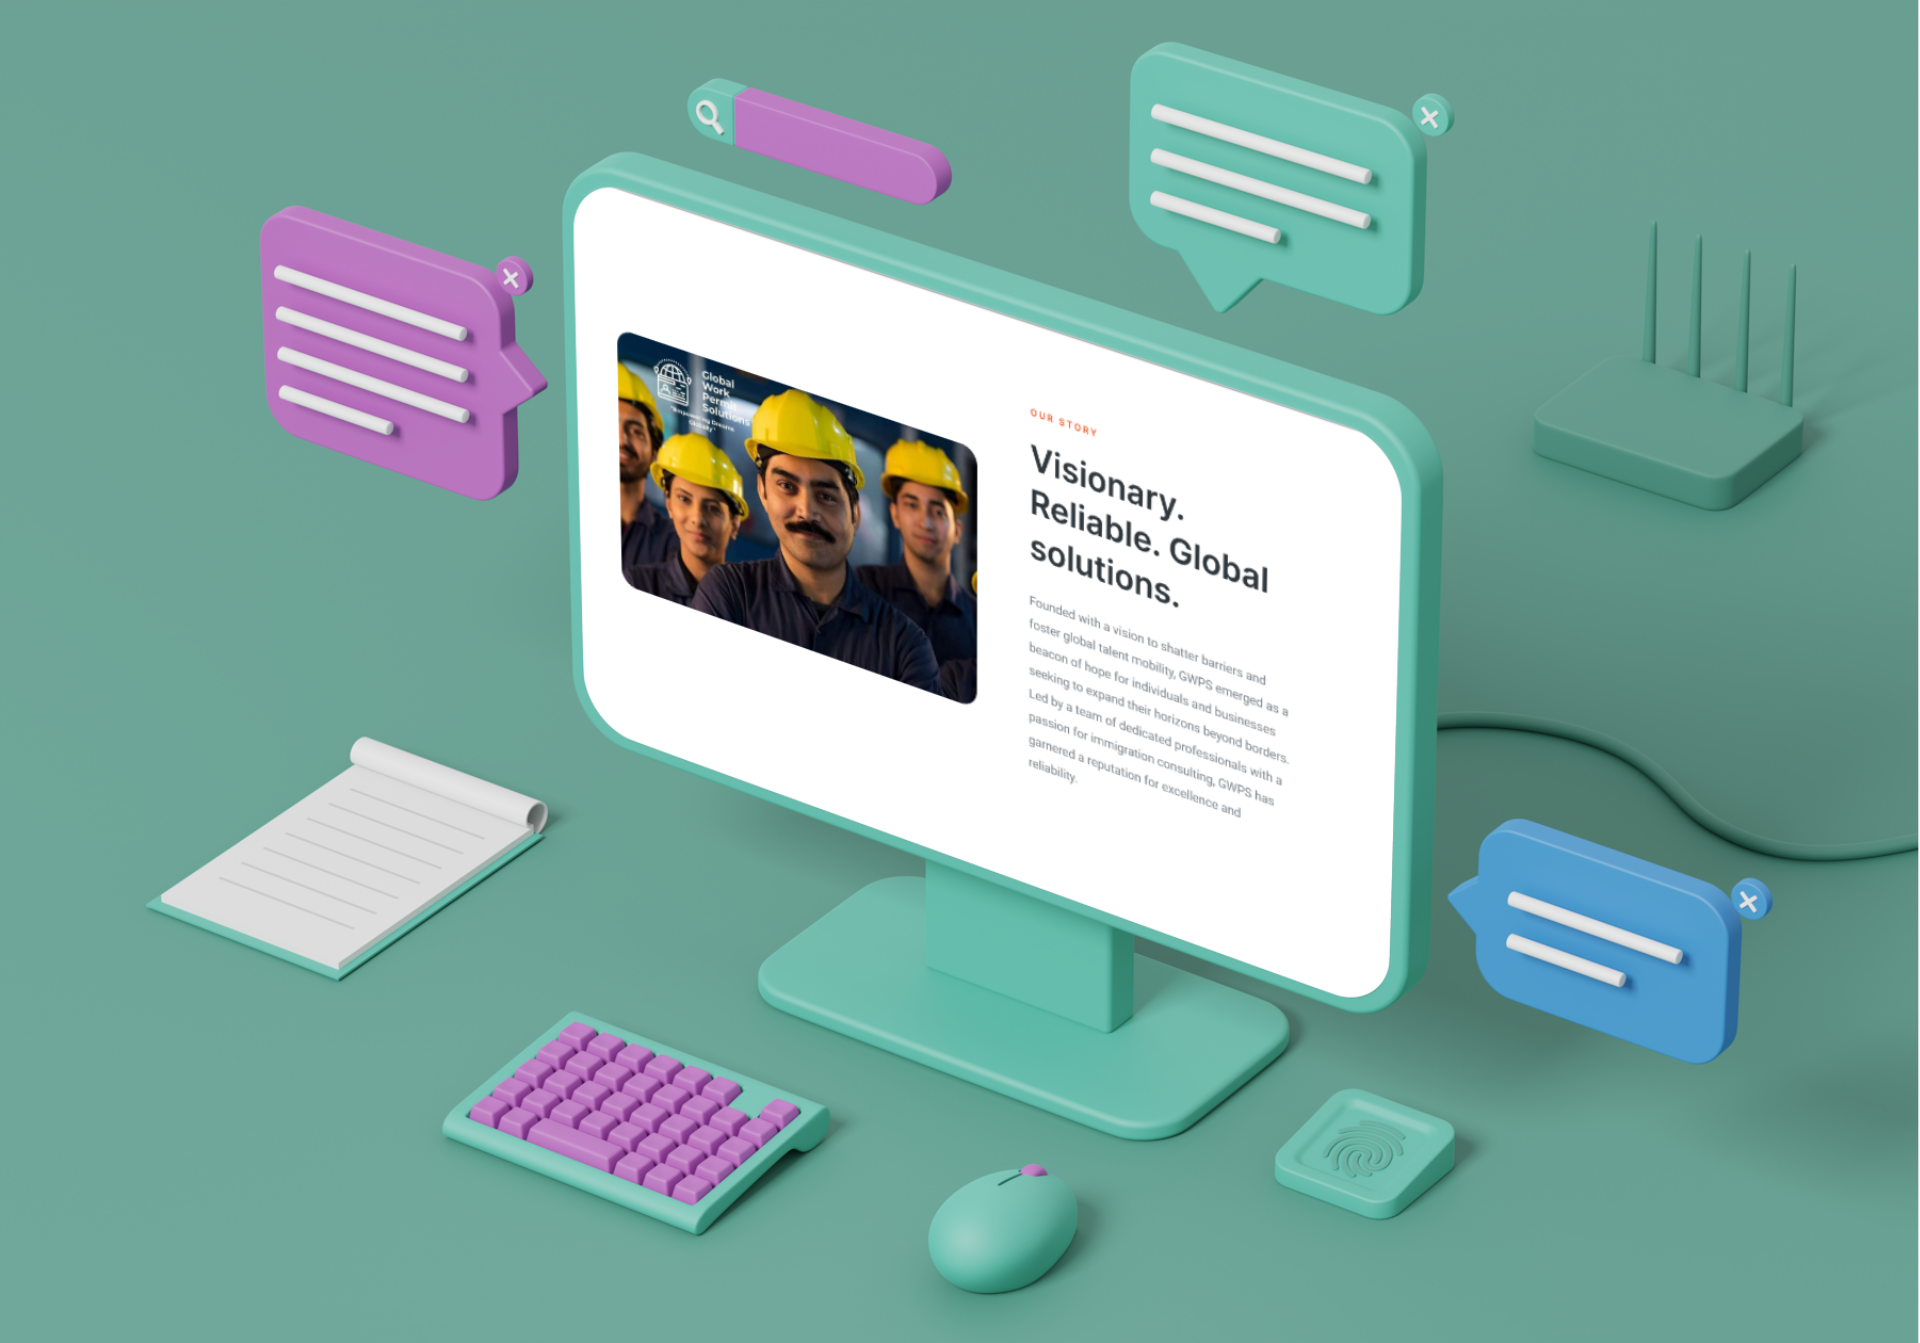 Global
Work
Permit
Solutions
"Empowering Dreams
Globally"
OUR STORY
Visionary.
Reliable. Global
solutions.
Founded with a vision to shatter barriers and
foster global talent mobility, GWPS emerged as a
beacon of hope for individuals and businesses
seeking to expand their horizons beyond borders.
Led by a team of dedicated professionals with a
passion for immigration consulting, GWPS has
garnered a reputation for excellence and
reliability.